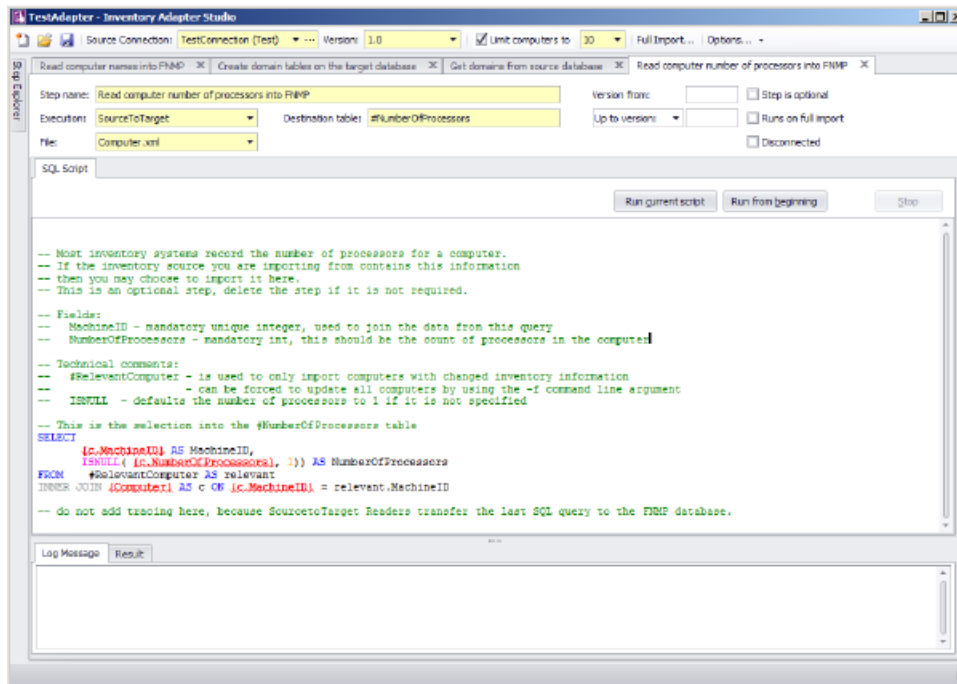 TestAdapter - Inventory Adapter Studio
Source Connection: TestConnection (Test) Version: 1.0 Limit computers to 10 Full Import... Options...
Step Explorer
Read computer names into FNMP Create domain tables on the target database Get domains from source database Read computer number of processors into FNMP
Step name: Read computer number of processors into FNMP Version from: Step is optional
Execution: SourceToTarget Destination table: #NumberOfProcessors Up to version: Runs on full import
File: Computer.xml Disconnected
SQL Script
Run current script Run from beginning Stop
-- Most inventory systems record the number of processors for a computer.
-- If the inventory source you are importing from contains this information
-- then you may choose to import it here.
-- This is an optional step, delete the step if it is not required.
-- Fields:
-- MachineID - mandatory unique integer, used to join the data from this query
-- NumberOfProcessors - mandatory int, this should be the count of processors in the computer
-- Technical comments:
-- #RelevantComputer - is used to only import computers with changed inventory information
-- - can be forced to update all computers by using the -f command line argument
-- ISNULL - defaults the number of processors to 1 if it is not specified
-- This is the selection into the #NumberOfProcessors table
SELECT
{c.MachineID} AS MachineID,
ISNULL( {c.NumberOfProcessors}, 1)) AS NumberOfProcessors
FROM #RelevantComputer AS relevant
INNER JOIN {Computer} AS c ON {c.MachineID} = relevant.MachineID
-- do not add tracing here, because SourcetoTarget Readers transfer the last SQL query to the FNMP database.
Log Message Result